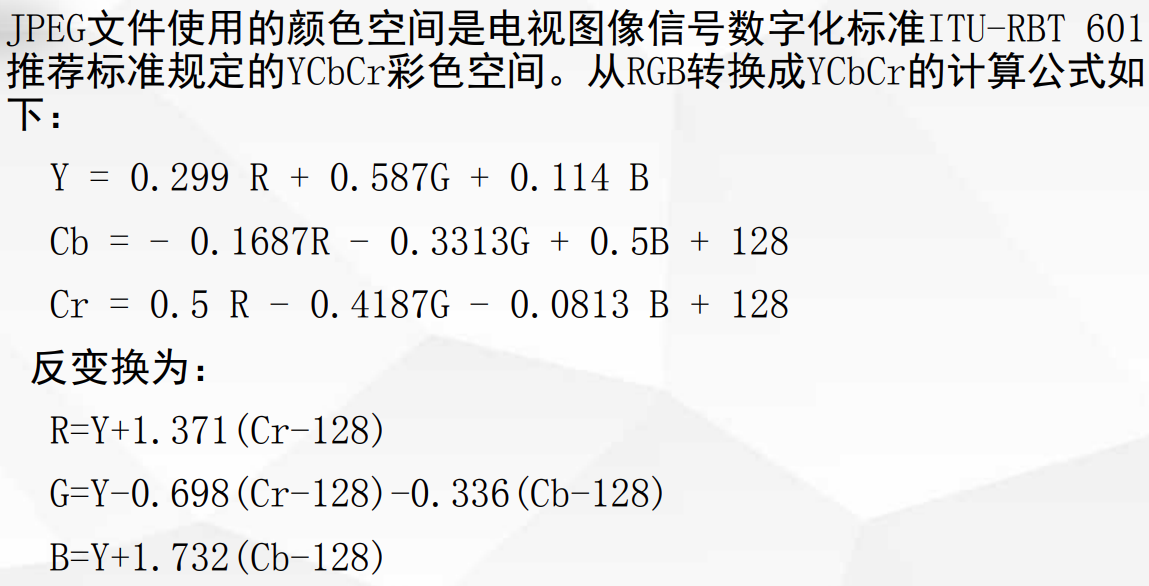 JPEG文件使用的颜色空间是电视图像信号数字化标准ITU-RBT 601
推荐标准规定的YCbCr彩色空间。从RGB转换成YCbCr的计算公式如
下：
Y = 0.299 R + 0.587G + 0.114 B
Cb = - 0.1687R - 0.3313G + 0.5B + 128
Cr = 0.5 R - 0.4187G - 0.0813 B + 128
反变换为：
R=Y+1.371(Cr-128)
G=Y-0.698(Cr-128)-0.336(Cb-128)
B=Y+1.732(Cb-128)